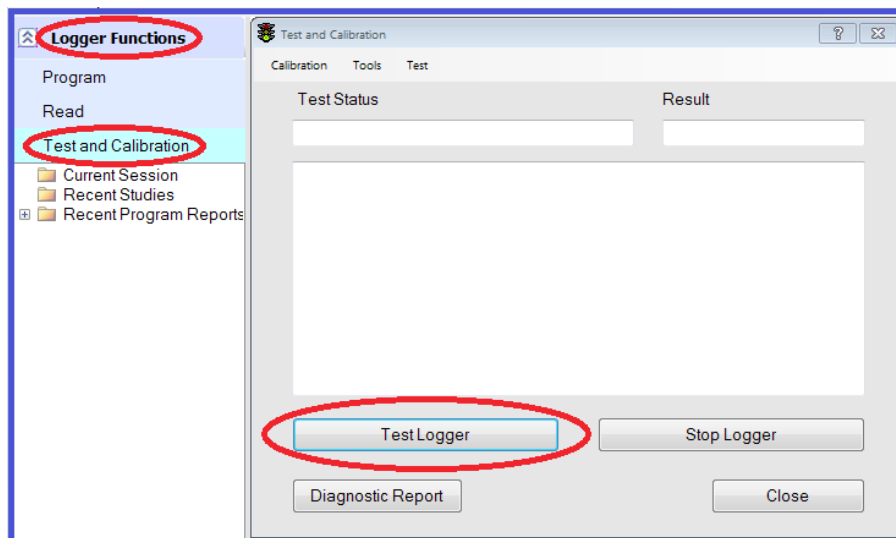 Logger Functions
Program
Read
Test and Calibration
Current Session
Recent Studies
Recent Program Reports
Test and Calibration
Calibration Tools Test
Test Status Result
Test Logger Stop Logger
Diagnostic Report Close